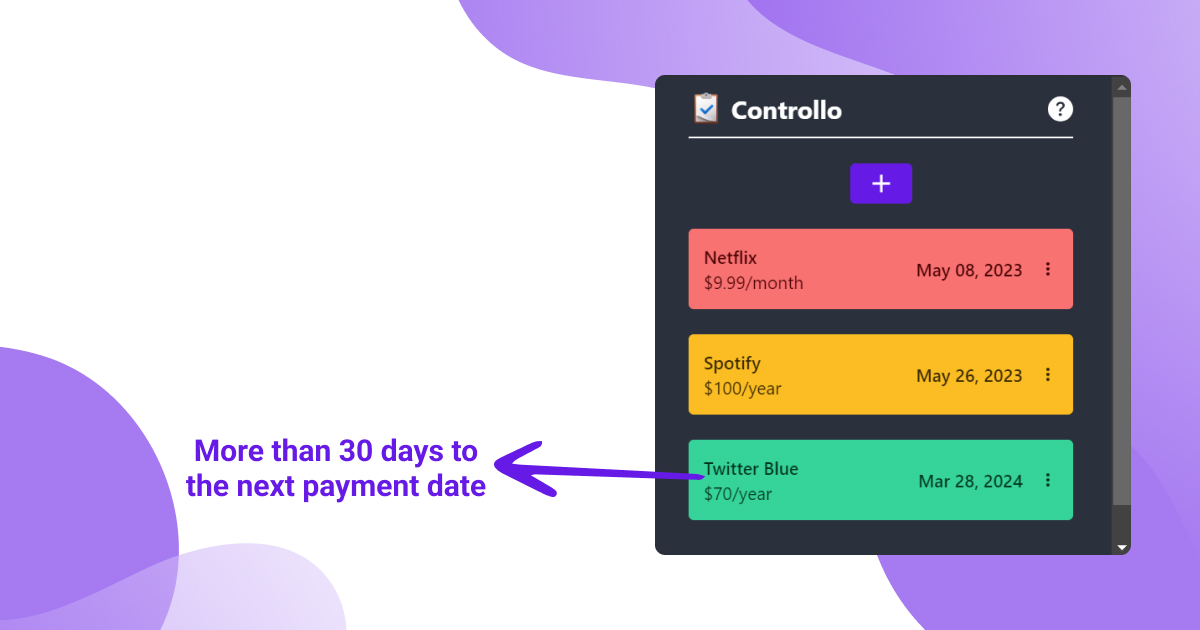 Controllo
?
+
Netflix
$9.99/month
May 08, 2023
Spotify
$100/year
May 26, 2023
Twitter Blue
$70/year
Mar 28, 2024
More than 30 days to
the next payment date